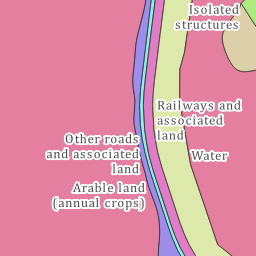 Isolated
structures
Railways and
associated
land
Other roads
and associated
land
Water
Arable land
(annual crops)